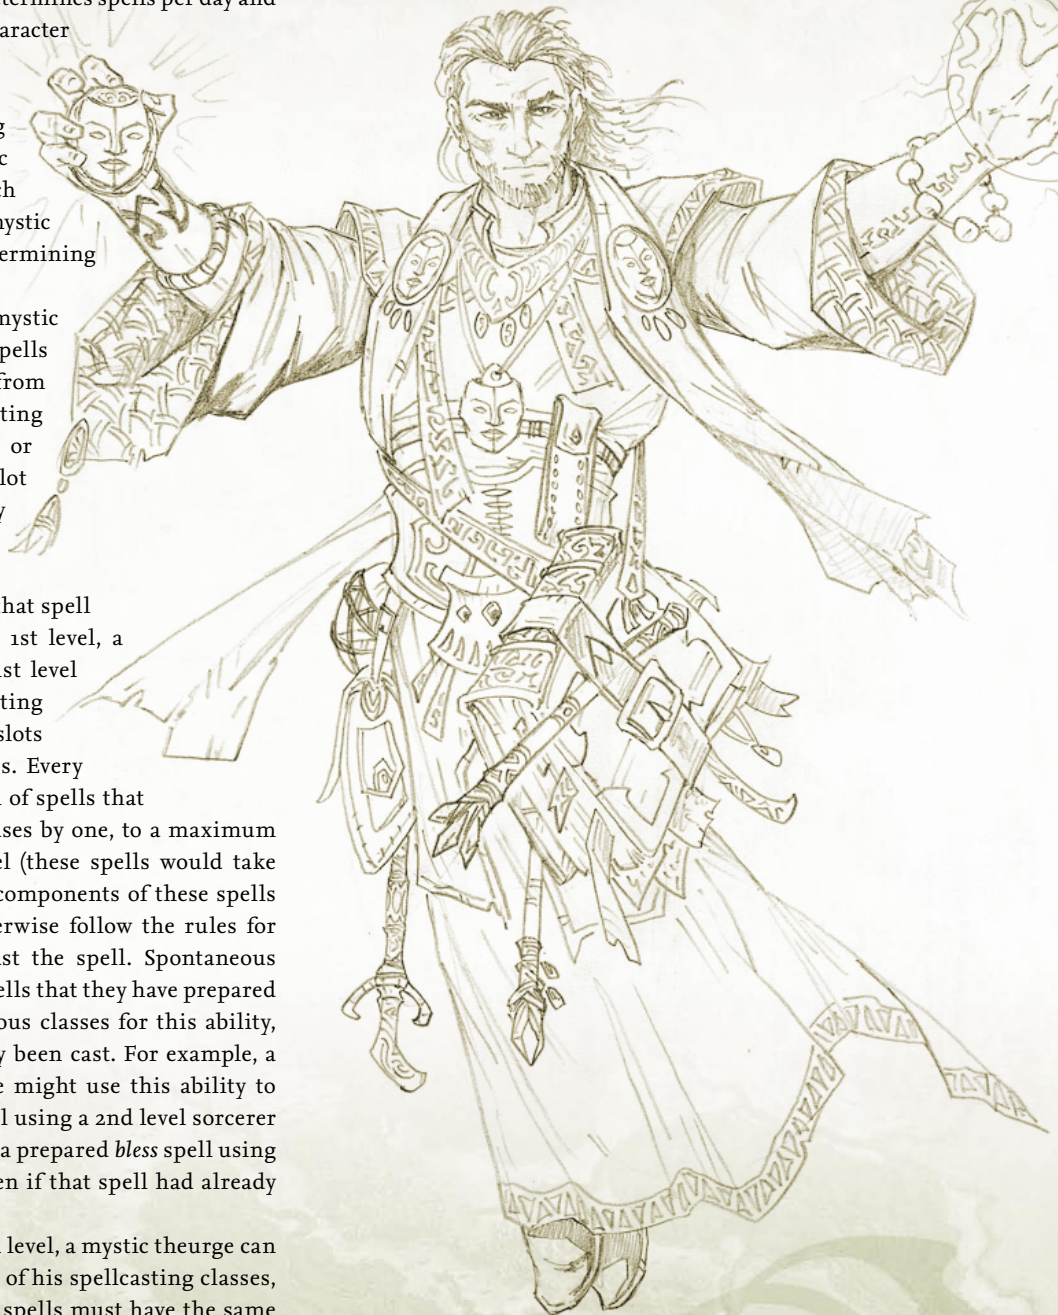 spells per day and
aracter
g
c
ch
mystic
ermining
mystic
pells
from
ting
or
lot
y
that spell
1st level, a
st level
ting
slots
s. Every
of spells that
ses by one, to a maximum
el (these spells would take
components of these spells
erwise follow the rules for
st the spell. Spontaneous
ells that they have prepared
ous classes for this ability,
y been cast. For example, a
e might use this ability to
l using a 2nd level sorcerer
a prepared bless spell using
en if that spell had already
level, a mystic theurge can
of his spellcasting classes,
spells must have the same